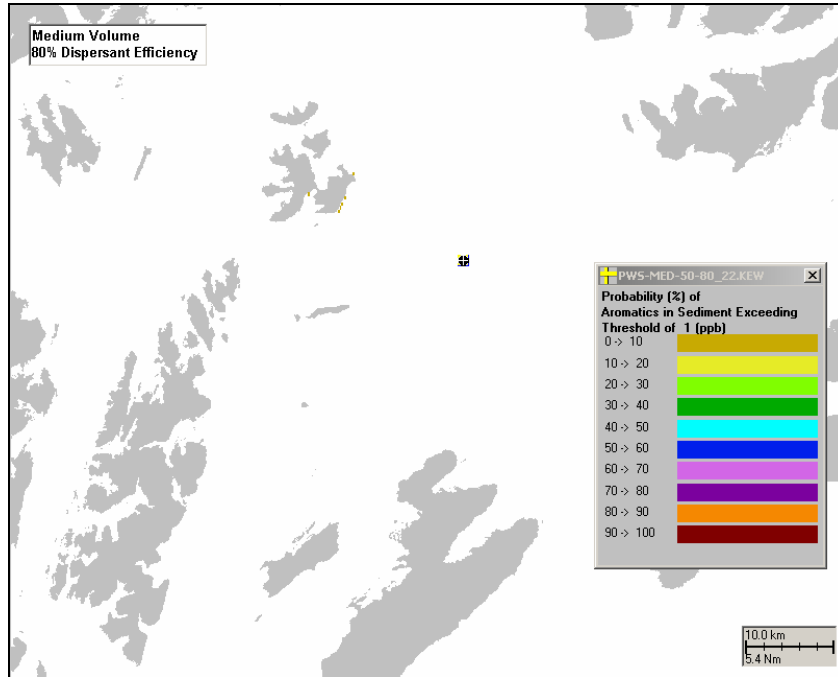 Medium Volume
80% Dispersant Efficiency
PWS-MED-50-80_22.KEW
Probability (%) of
Aromatics in Sediment Exceeding
Threshold of 1 (ppb)
0 -> 10
10 -> 20
20 -> 30
30 -> 40
40 -> 50
50 -> 60
60 -> 70
70 -> 80
80 -> 90
90 -> 100
10.0 km
5.4 Nm